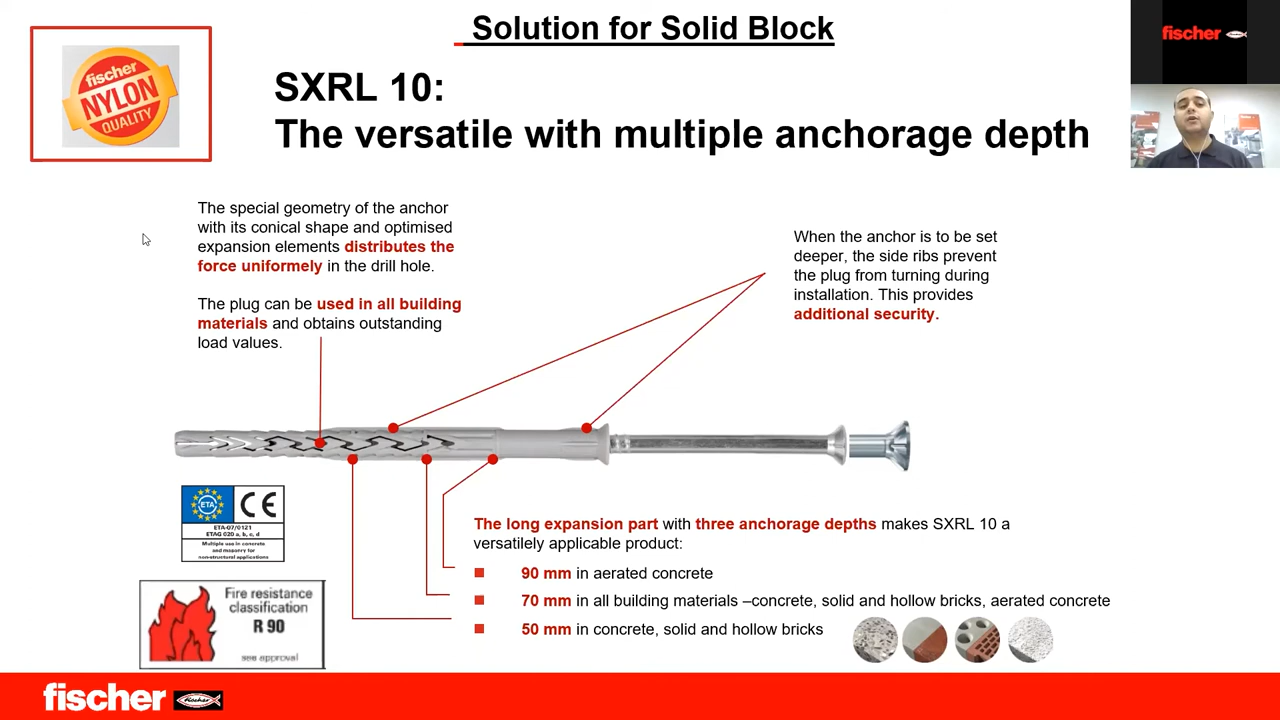 Solution for Solid Block
fischer
fischer
NYLON
QUALITY
SXRL 10:
The versatile with multiple anchorage depth
The special geometry of the anchor
with its conical shape and optimised
expansion elements distributes the
force uniformely in the drill hole.
The plug can be used in all building
materials and obtains outstanding
load values.
When the anchor is to be set
deeper, the side ribs prevent
the plug from turning during
installation. This provides
additional security.
ETA CE
ETA-07/0121
ETAG 020 a, b, c, d
Multiple use in concrete
and masonry for
non-structural applications
Fire resistance
classification
R 90
see approval
The long expansion part with three anchorage depths makes SXRL 10 a
versatilely applicable product:
90 mm in aerated concrete
70 mm in all building materials –concrete, solid and hollow bricks, aerated concrete
50 mm in concrete, solid and hollow bricks
fischer